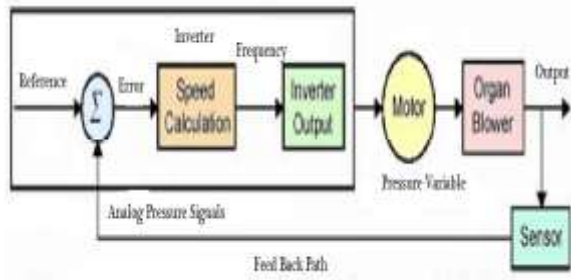 Inverter
Frequency
Reference
Error
Σ
Speed
Calculation
Inverter
Output
Motor
Organ
Blower
Output
Pressure Variable
Analog Pressure Signals
Sensor
Feed Back Path